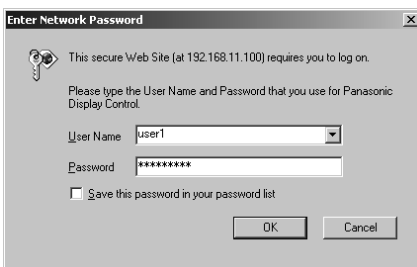 Enter Network Password
This secure Web Site (at 192.168.11.100) requires you to log on.
Please type the User Name and Password that you use for Panasonic
Display Control.
User Name user1
Password *********
Save this password in your password list
OK Cancel